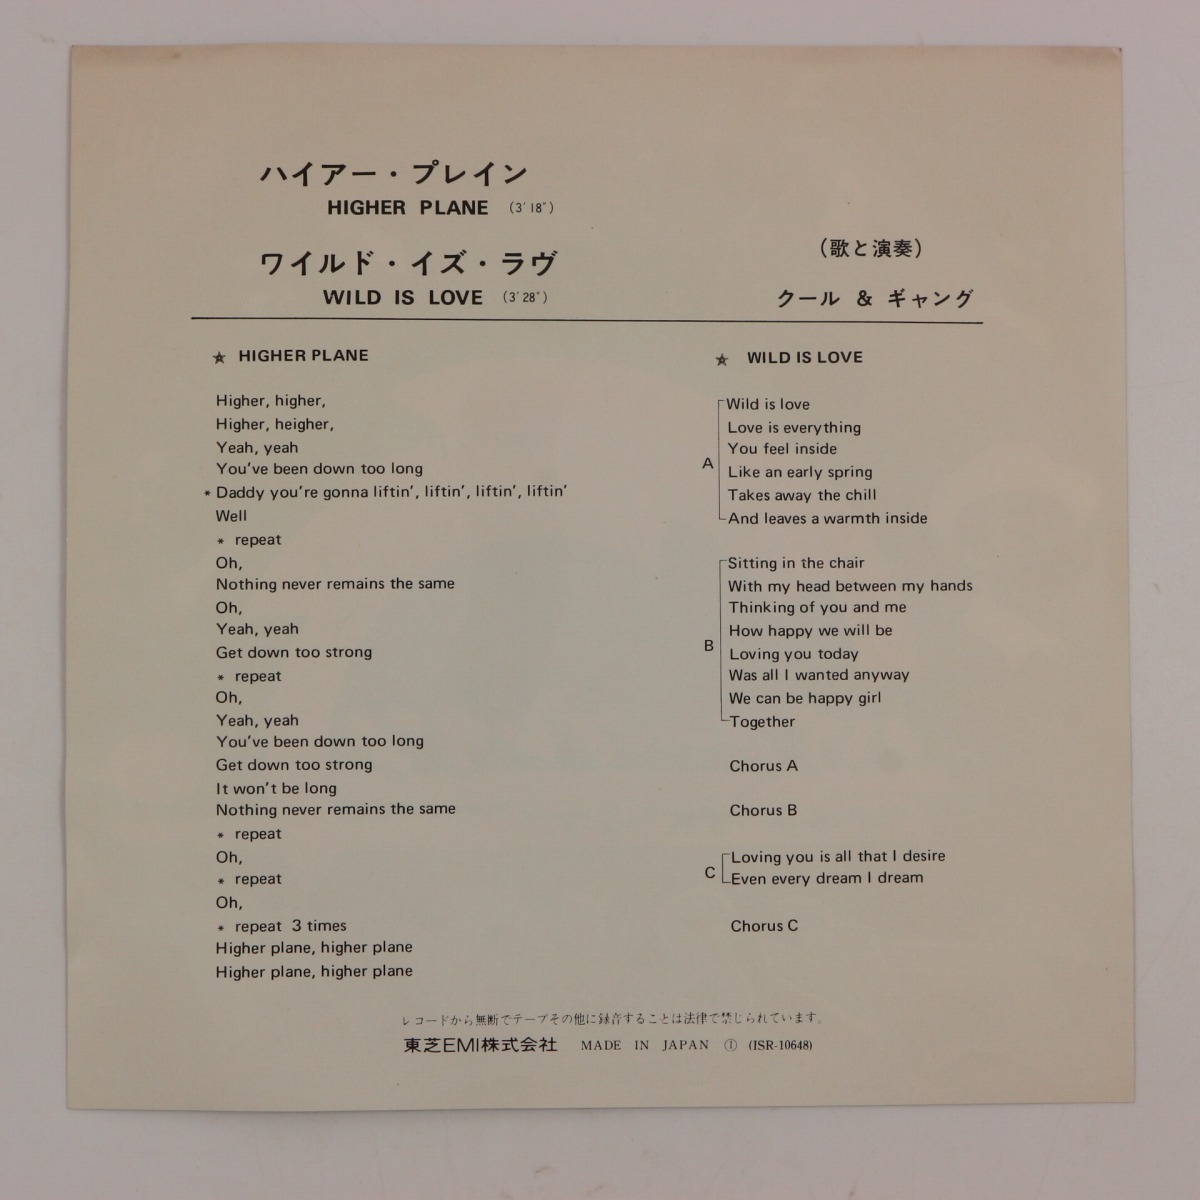 ハイアー・プレイン
HIGHER PLANE (3′18″)
ワイルド・イズ・ラヴ
WILD IS LOVE (3′28″)
(歌と演奏)
クール & ギャング
☆ HIGHER PLANE
Higher, higher,
Higher, heigher,
Yeah, yeah
You've been down too long
* Daddy you're gonna liftin', liftin', liftin', liftin'
Well
* repeat
Oh,
Nothing never remains the same
Oh,
Yeah, yeah
Get down too strong
* repeat
Oh,
Yeah, yeah
You've been down too long
Get down too strong
It won't be long
Nothing never remains the same
* repeat
Oh,
* repeat
Oh,
* repeat 3 times
Higher plane, higher plane
Higher plane, higher plane
☆ WILD IS LOVE
Wild is love
Love is everything
You feel inside
A Like an early spring
Takes away the chill
And leaves a warmth inside
Sitting in the chair
With my head between my hands
Thinking of you and me
How happy we will be
B Loving you today
Was all I wanted anyway
We can be happy girl
Together
Chorus A
Chorus B
C Loving you is all that I desire
Even every dream I dream
Chorus C
レコードから無断でテープその他に録音することは法律で禁じられています。
東芝EMI株式会社 MADE IN JAPAN Ⓘ (ISR-10648)